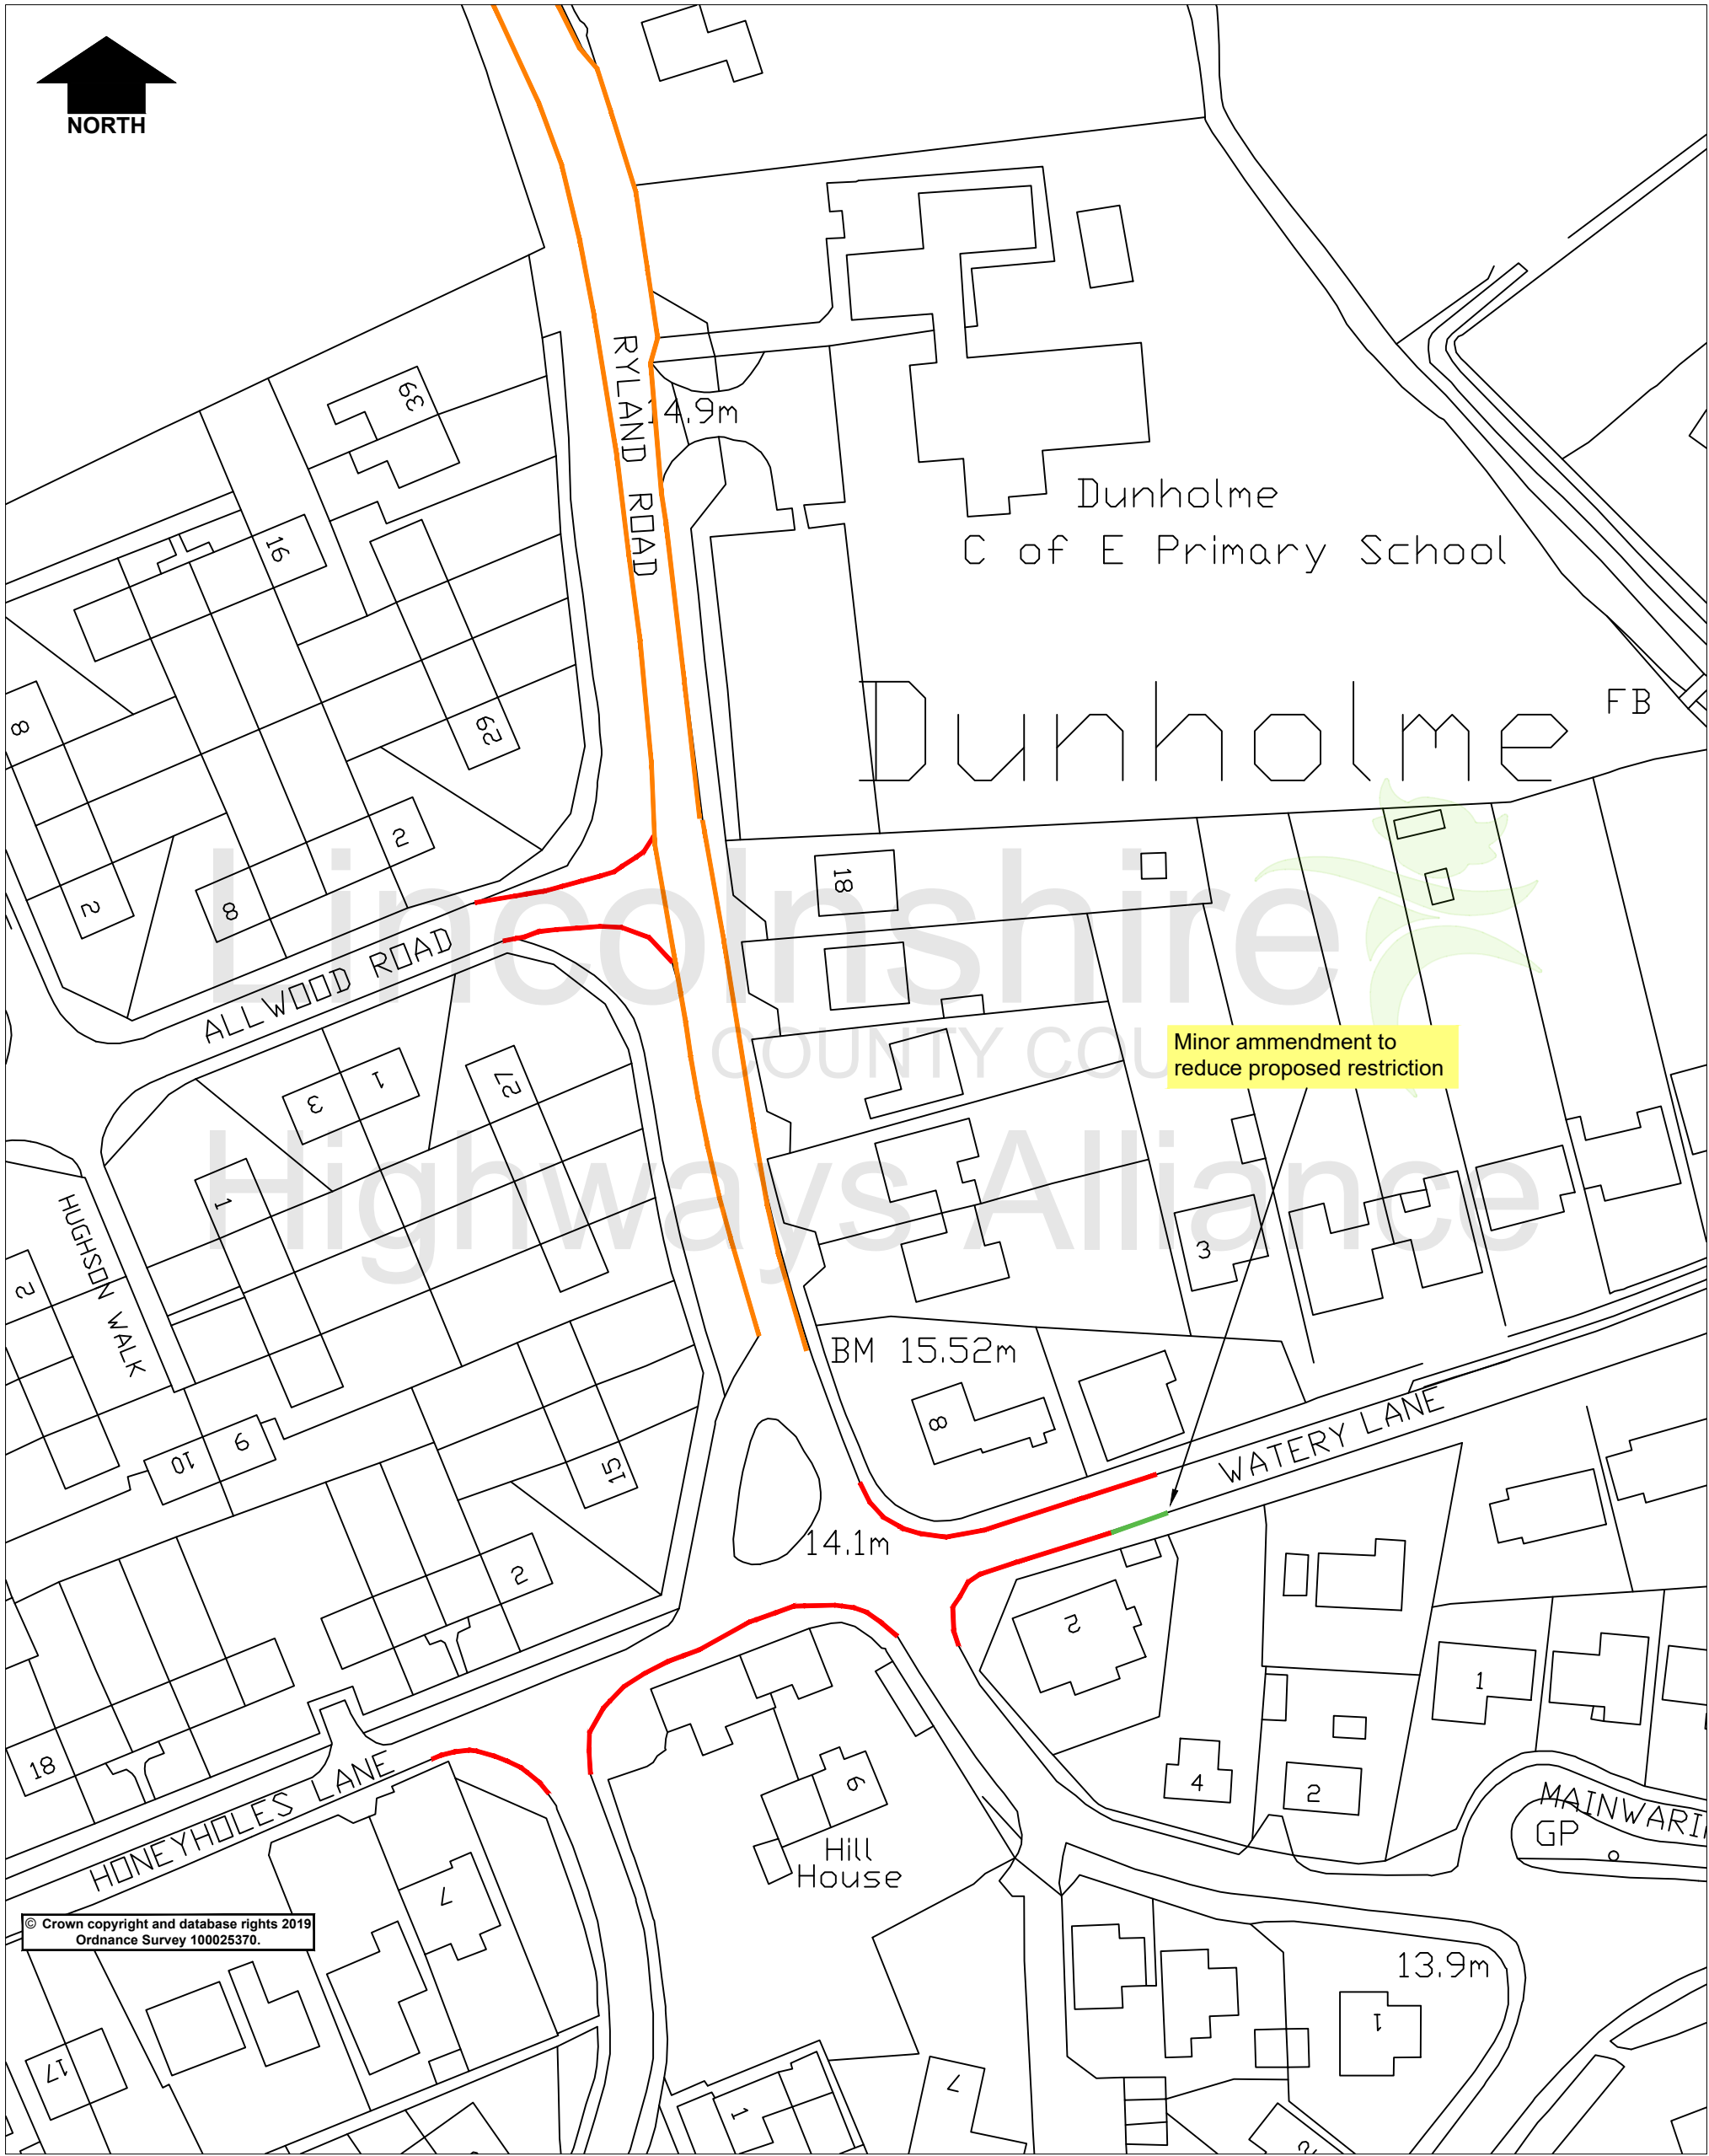 NORTH
RYLAND ROAD
39
14.9m
16
Dunholme
C of E Primary School
29
8
2
Dunholme
FB
2
8
18
Lincolnshire
ALLWOOD ROAD
COUNTY COU
Minor ammendment to
reduce proposed restriction
3
1
27
Highways Alliance
1
HUGHSON WALK
2
3
BM 15.52m
8
WATERY LANE
10
9
15
14.1m
2
2
1
18
HONEYHOLES LANE
6
4
2
MAINWARI
GP
Hill
House
7
© Crown copyright and database rights 2019
Ordnance Survey 100025370.
13.9m
1
17
7
1